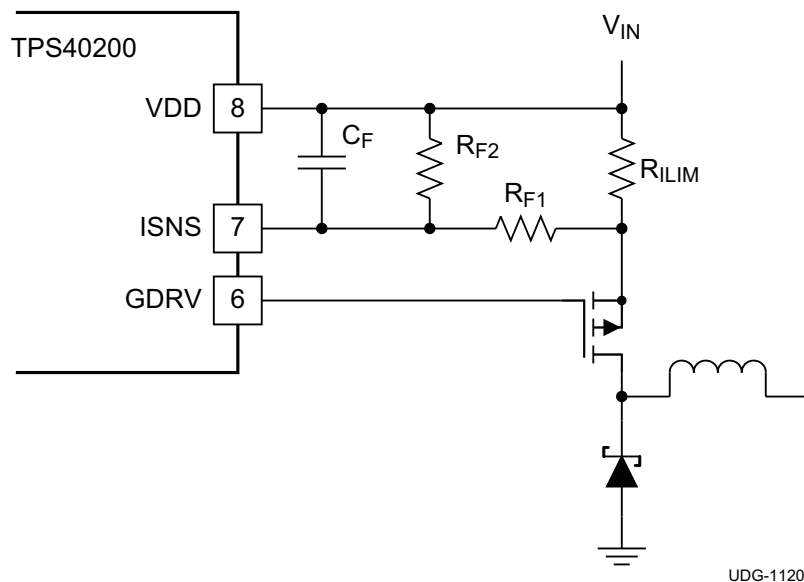 TPS40200
V_IN
VDD 8
C_F
R_F2
R_ILIM
R_F1
ISNS 7
GDRV 6
UDG-1120